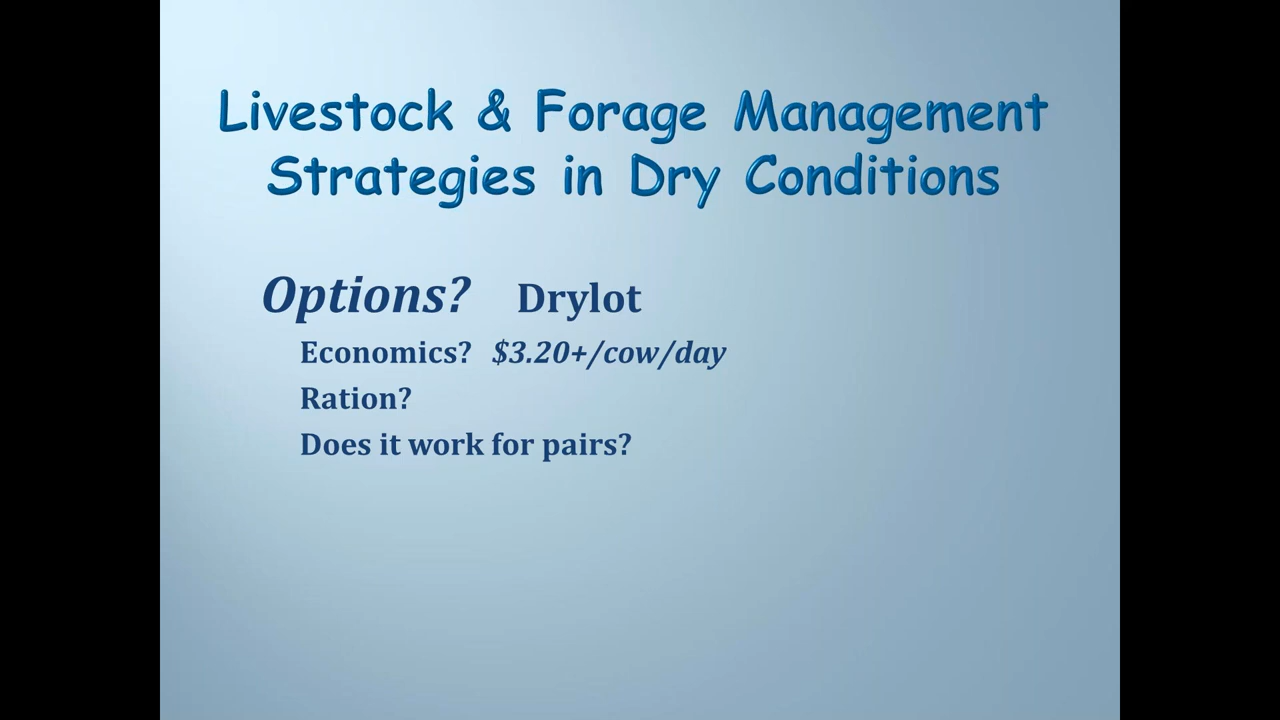 Livestock & Forage Management
Strategies in Dry Conditions
Options? Drylot
Economics? $3.20+/cow/day
Ration?
Does it work for pairs?